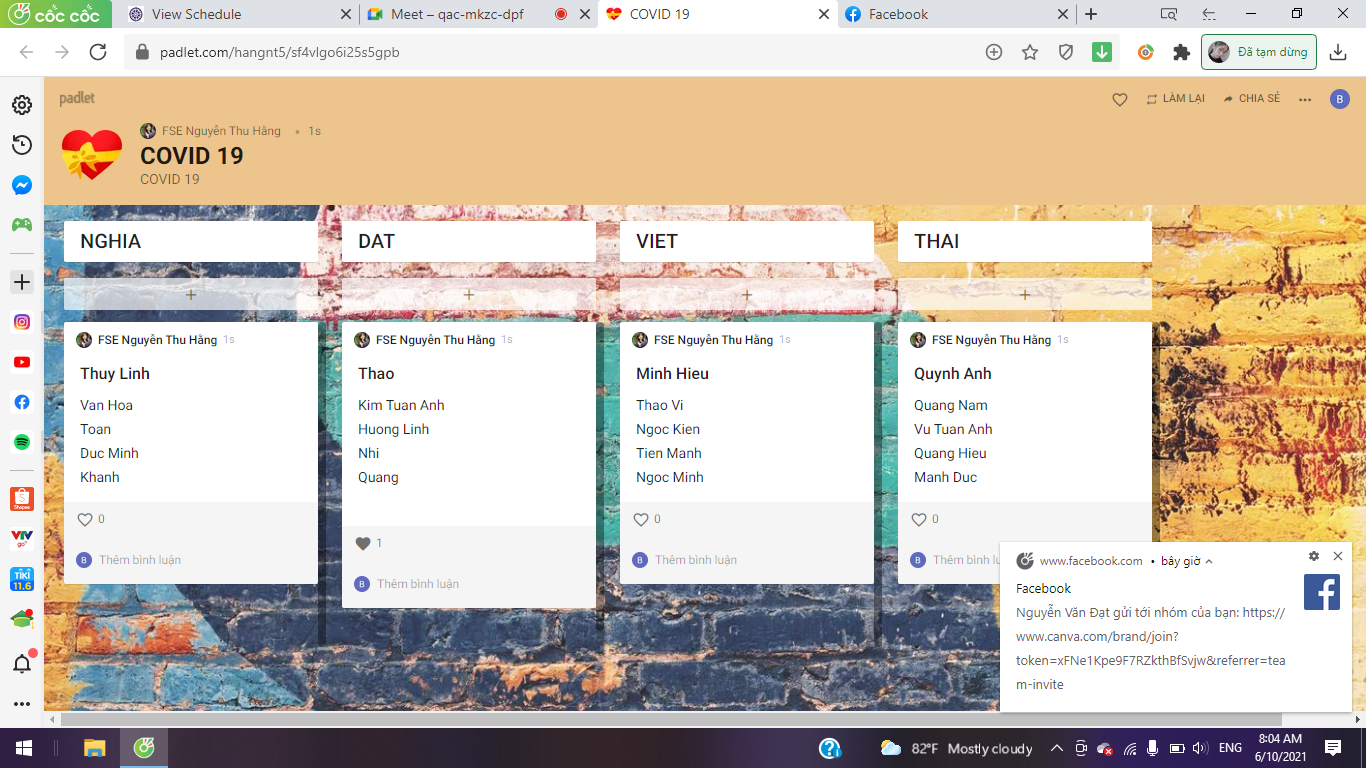 cốc cốc
View Schedule
Meet – qac-mkzc-dpf
COVID 19
Facebook
padlet.com/hangnt5/sf4vlgo6i25s5gpb
Đã tạm dừng
padlet
LÀM LẠI
CHIA SẺ
...
B
FSE Nguyễn Thu Hằng • 1s
COVID 19
COVID 19
NGHIA
DAT
VIET
THAI
+
+
+
+
FSE Nguyễn Thu Hằng 1s
Thuy Linh
Van Hoa
Toan
Duc Minh
Khanh
0
B Thêm bình luận
FSE Nguyễn Thu Hằng 1s
Thao
Kim Tuan Anh
Huong Linh
Nhi
Quang
1
B Thêm bình luận
FSE Nguyễn Thu Hằng 1s
Minh Hieu
Thao Vi
Ngoc Kien
Tien Manh
Ngoc Minh
0
B Thêm bình luận
FSE Nguyễn Thu Hằng 1s
Quynh Anh
Quang Nam
Vu Tuan Anh
Quang Hieu
Manh Duc
0
www.facebook.com • bây giờ
Facebook
Nguyễn Văn Đạt gửi tới nhóm của bạn: https://
www.canva.com/brand/join?
token=xFNe1Kpe9F7RZkthBfSvjw&referrer=tea
m-invite
Shopee
VTV
go
TIKI
11.6
82°F Mostly cloudy
ENG
8:04 AM
6/10/2021